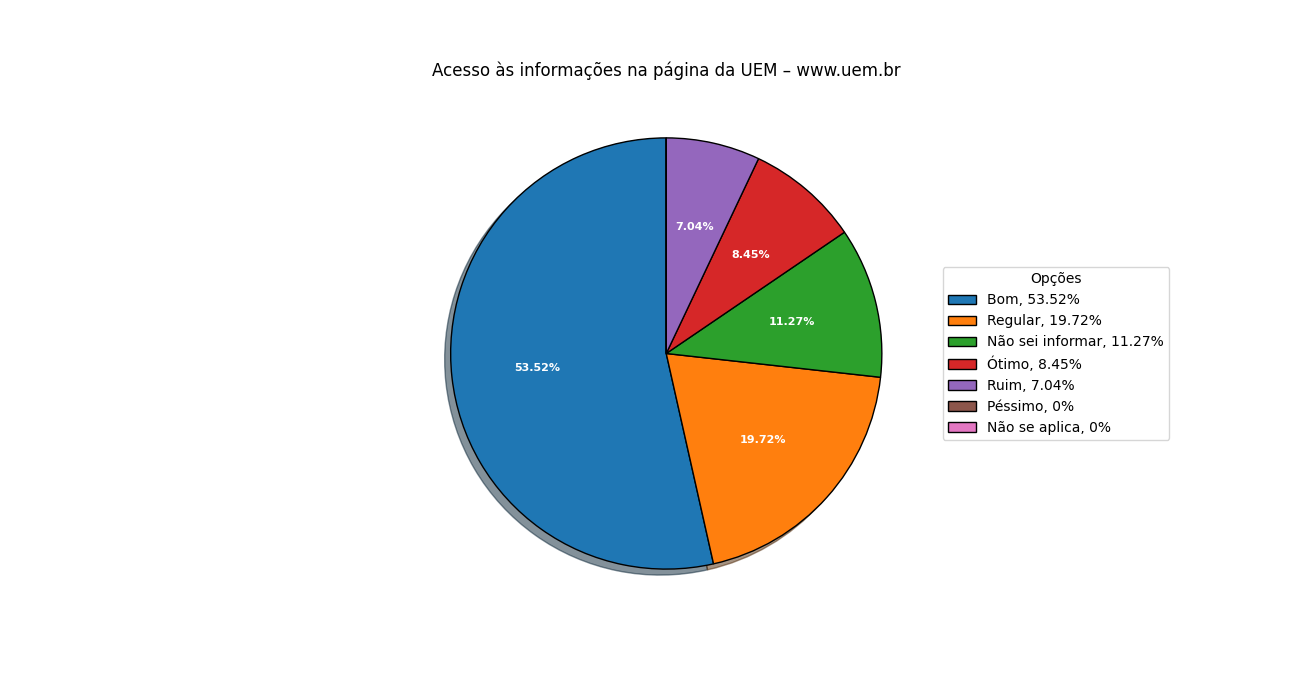 Acesso às informações na página da UEM – www.uem.br
7.04%
8.45%
11.27%
53.52%
19.72%
Opções
Bom, 53.52%
Regular, 19.72%
Não sei informar, 11.27%
Ótimo, 8.45%
Ruim, 7.04%
Péssimo, 0%
Não se aplica, 0%